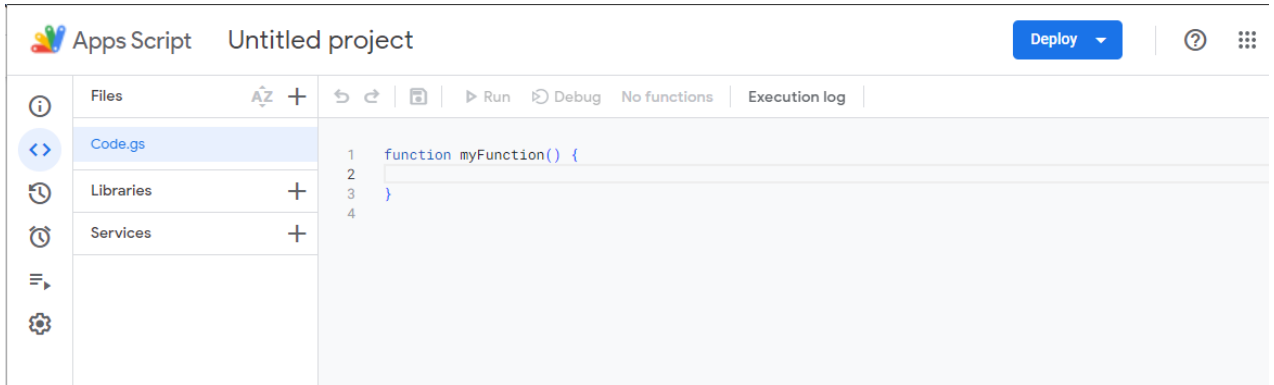 Apps Script Untitled project Deploy
Files AZ Run Debug No functions Execution log
Code.gs
1 function myFunction() {
2
3 }
4
Libraries
Services